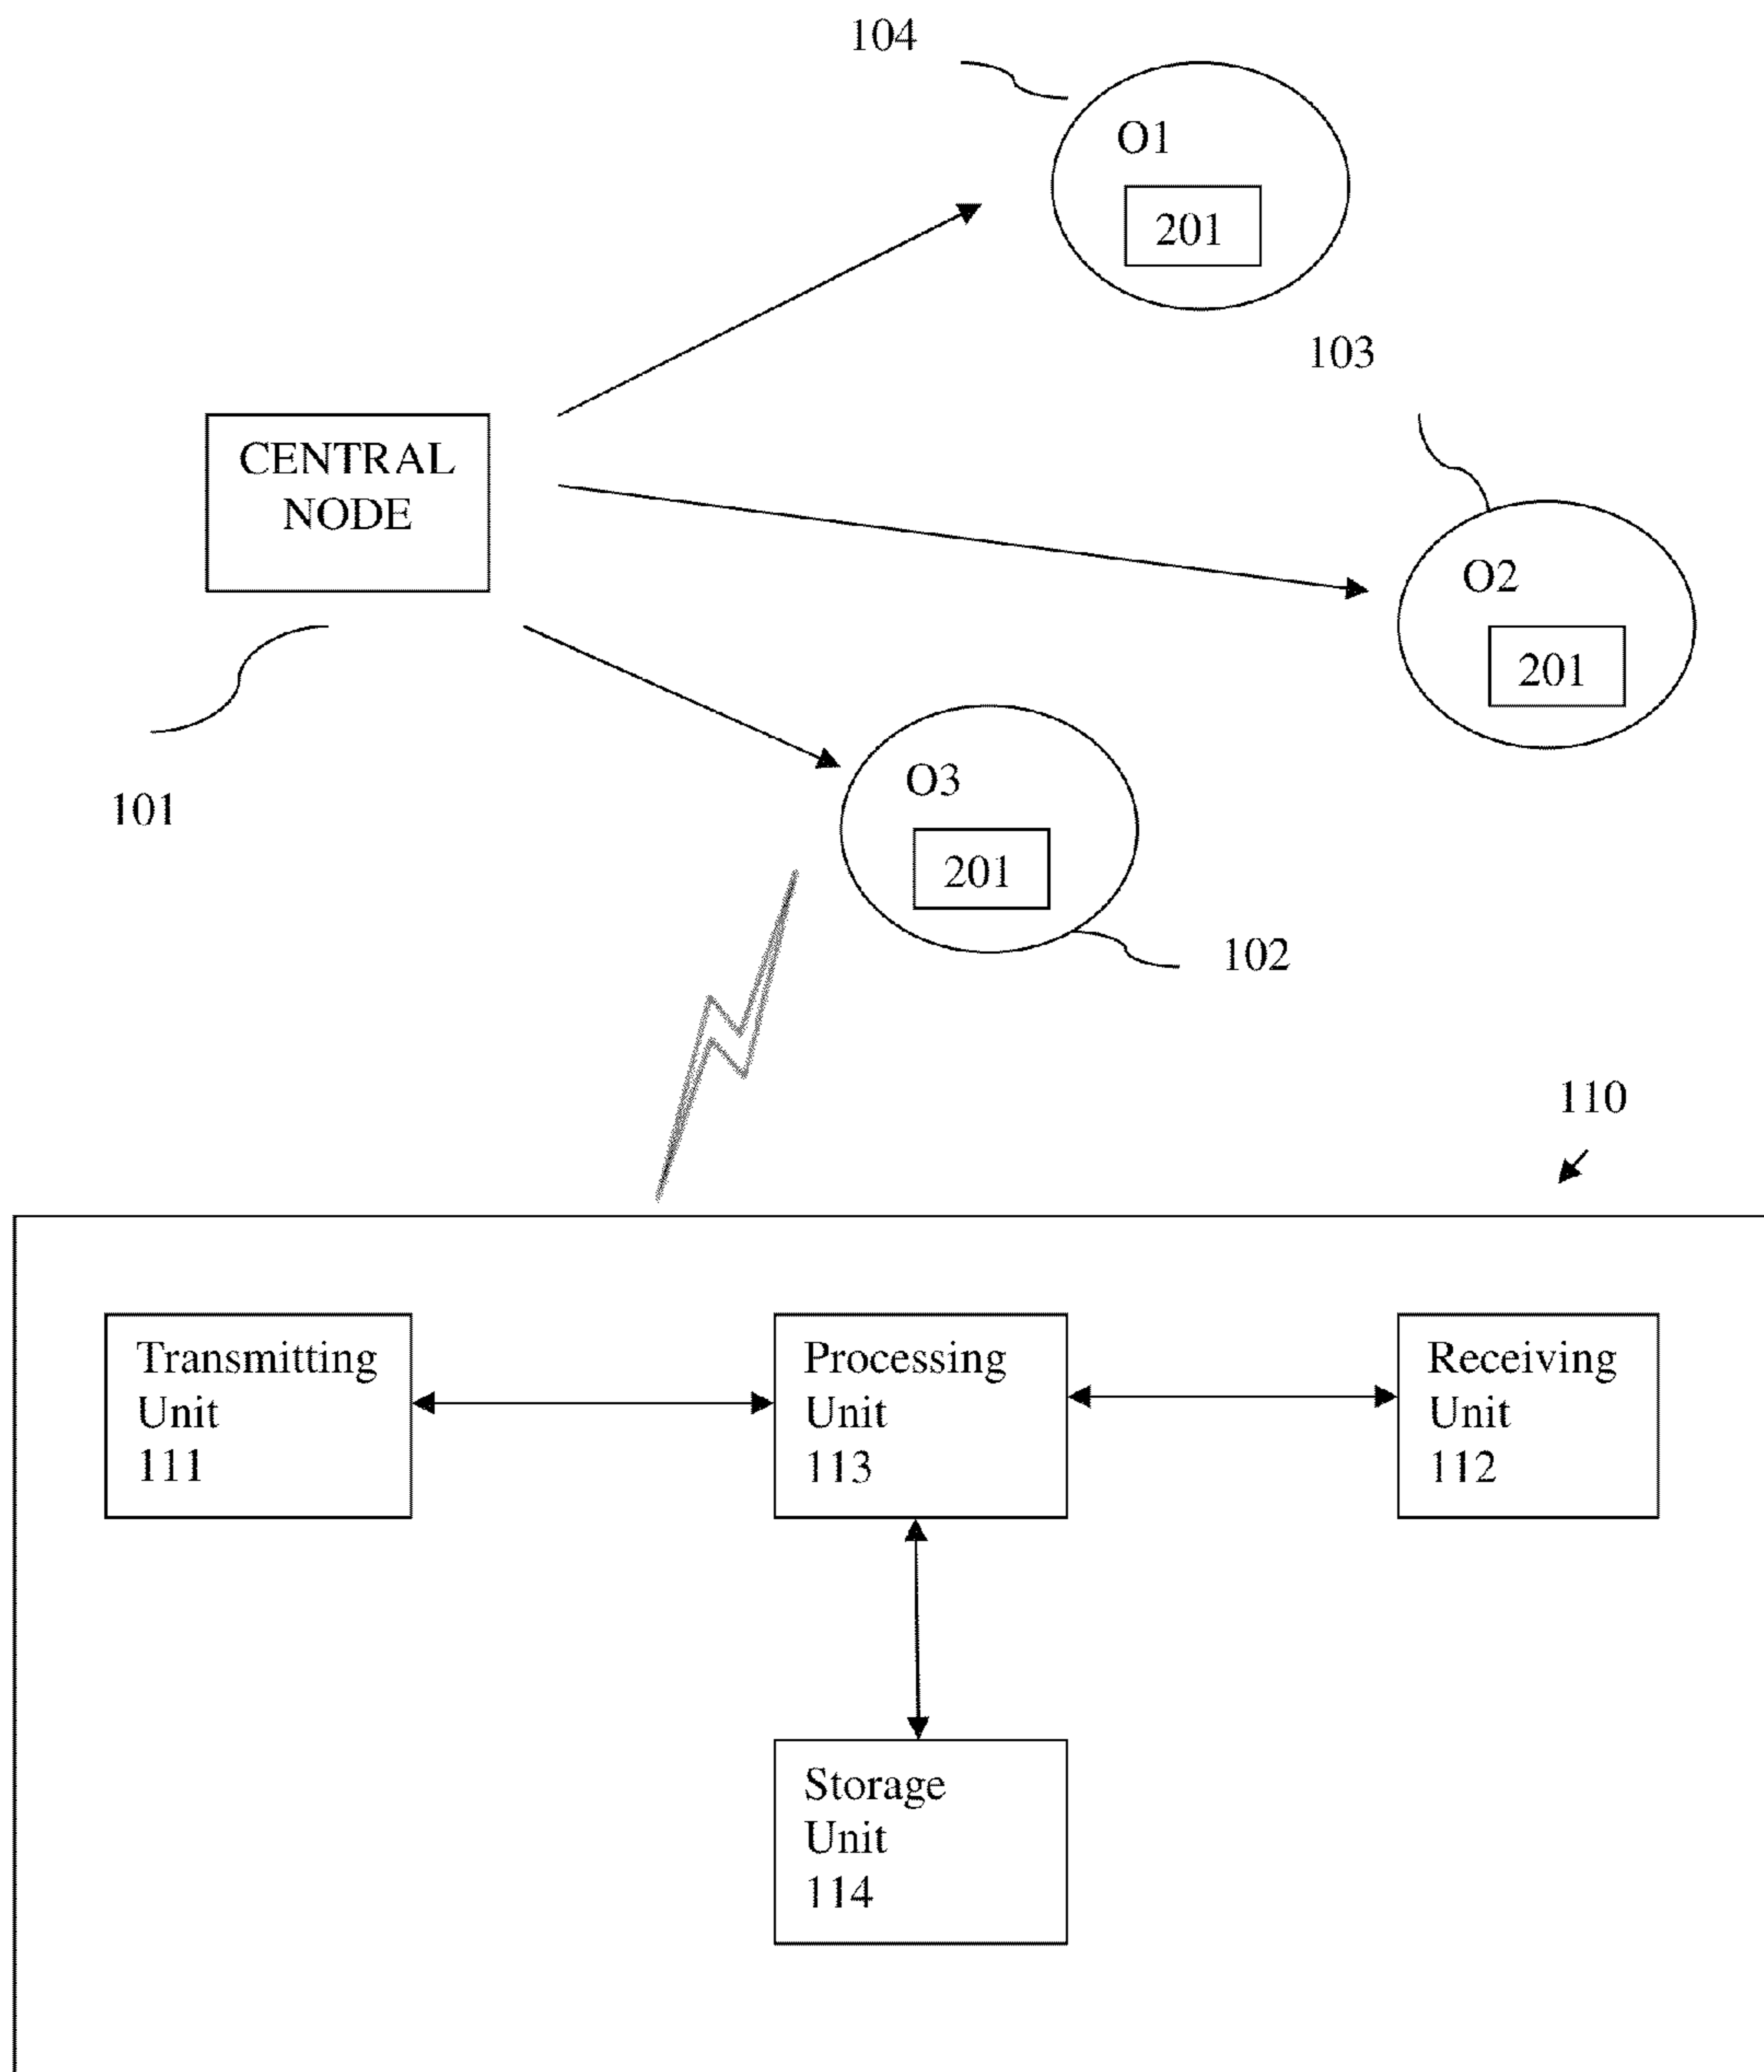 104
O1
201
103
CENTRAL
NODE
O2
201
O3
201
101
102
110
Transmitting
Unit
111
Processing
Unit
113
Receiving
Unit
112
Storage
Unit
114